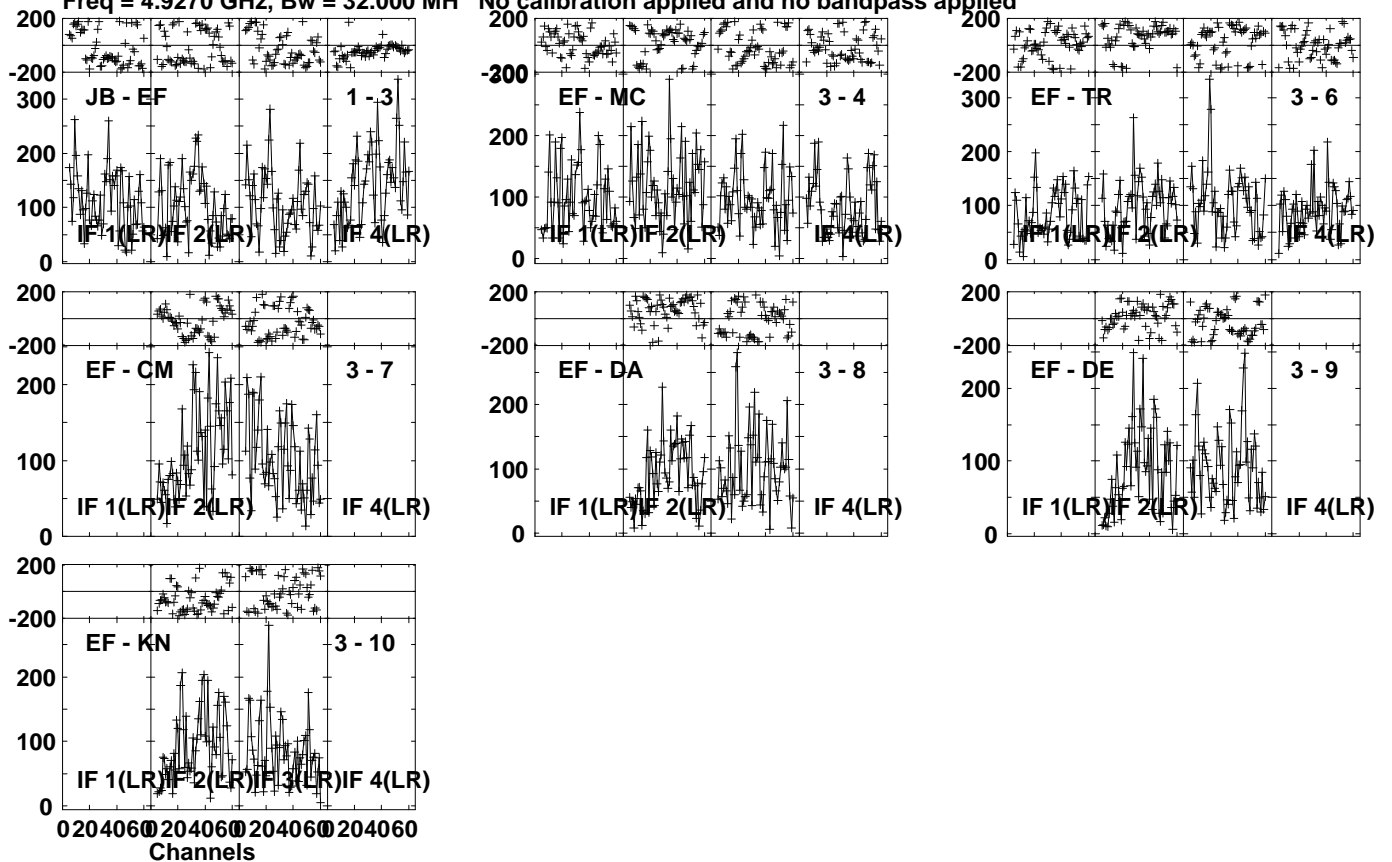 Freq = 4.9270 GHz, Bw = 32.000 MH No calibration applied and no bandpass applied
200
-200
300
200
100
0
JB - EF
1 - 3
IF 1(LR)
IF 2(LR)
IF 4(LR)
200
-200
300
200
100
0
EF - MC
3 - 4
IF 1(LR)
IF 2(LR)
IF 4(LR)
200
-200
300
200
100
0
EF - TR
3 - 6
IF 1(LR)
IF 2(LR)
IF 4(LR)
200
-200
200
100
0
EF - CM
3 - 7
IF 1(LR)
IF 2(LR)
IF 4(LR)
200
-200
200
100
0
EF - DA
3 - 8
IF 1(LR)
IF 2(LR)
IF 4(LR)
200
-200
200
100
0
EF - DE
3 - 9
IF 1(LR)
IF 2(LR)
IF 4(LR)
200
-200
200
100
0
EF - KN
3 - 10
IF 1(LR)
IF 2(LR)
IF 3(LR)
IF 4(LR)
0 20 40 60 0 20 40 60 0 20 40 60 0 20 40 60
Channels